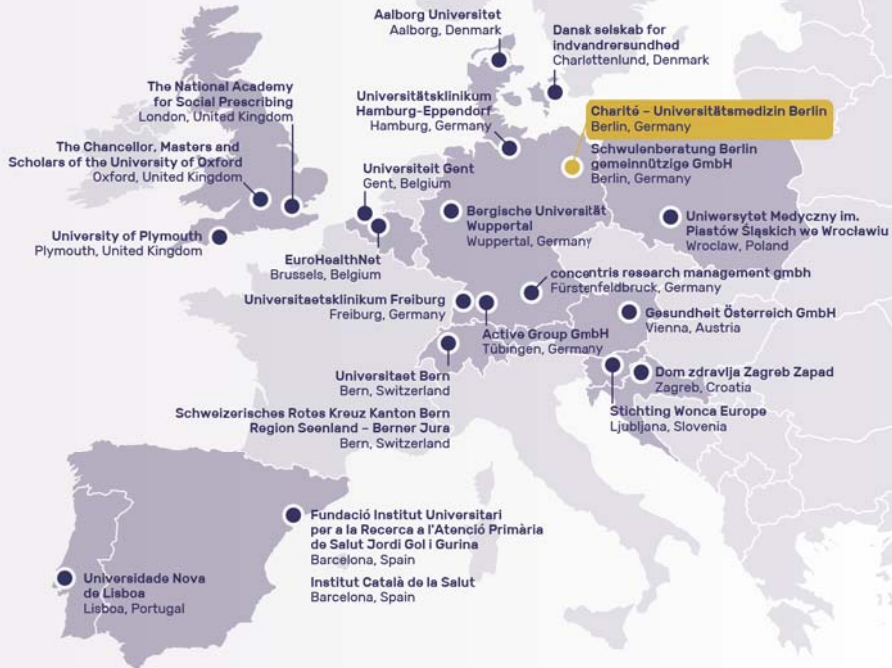 Aalborg Universitet
Aalborg, Denmark
Dansk selskab for
indvandrersundhed
Charlottenlund, Denmark
The National Academy
for Social Prescribing
London, United Kingdom
Universitätsklinikum
Hamburg-Eppendorf
Hamburg, Germany
Charité – Universitätsmedizin Berlin
Berlin, Germany
Schwulenberatung Berlin
gemeinnützige GmbH
Berlin, Germany
The Chancellor, Masters and
Scholars of the University of Oxford
Oxford, United Kingdom
Universiteit Gent
Gent, Belgium
Bergische Universität
Wuppertal
Wuppertal, Germany
Uniwersytet Medyczny im.
Piastów Śląskich we Wrocławiu
Wroclaw, Poland
University of Plymouth
Plymouth, United Kingdom
EuroHealthNet
Brussels, Belgium
concentris research management gmbh
Fürstenfeldbruck, Germany
Universitaetsklinikum Freiburg
Freiburg, Germany
Gesundheit Österreich GmbH
Vienna, Austria
Active Group GmbH
Tübingen, Germany
Universitaet Bern
Bern, Switzerland
Dom zdravlja Zagreb Zapad
Zagreb, Croatia
Schweizerisches Rotes Kreuz Kanton Bern
Region Seenland – Berner Jura
Bern, Switzerland
Stichting Wonca Europe
Ljubljana, Slovenia
Fundació Institut Universitari
per a la Recerca a l'Atenció Primària
de Salut Jordi Gol i Gurina
Barcelona, Spain
Institut Català de la Salut
Barcelona, Spain
Universidade Nova
de Lisboa
Lisboa, Portugal